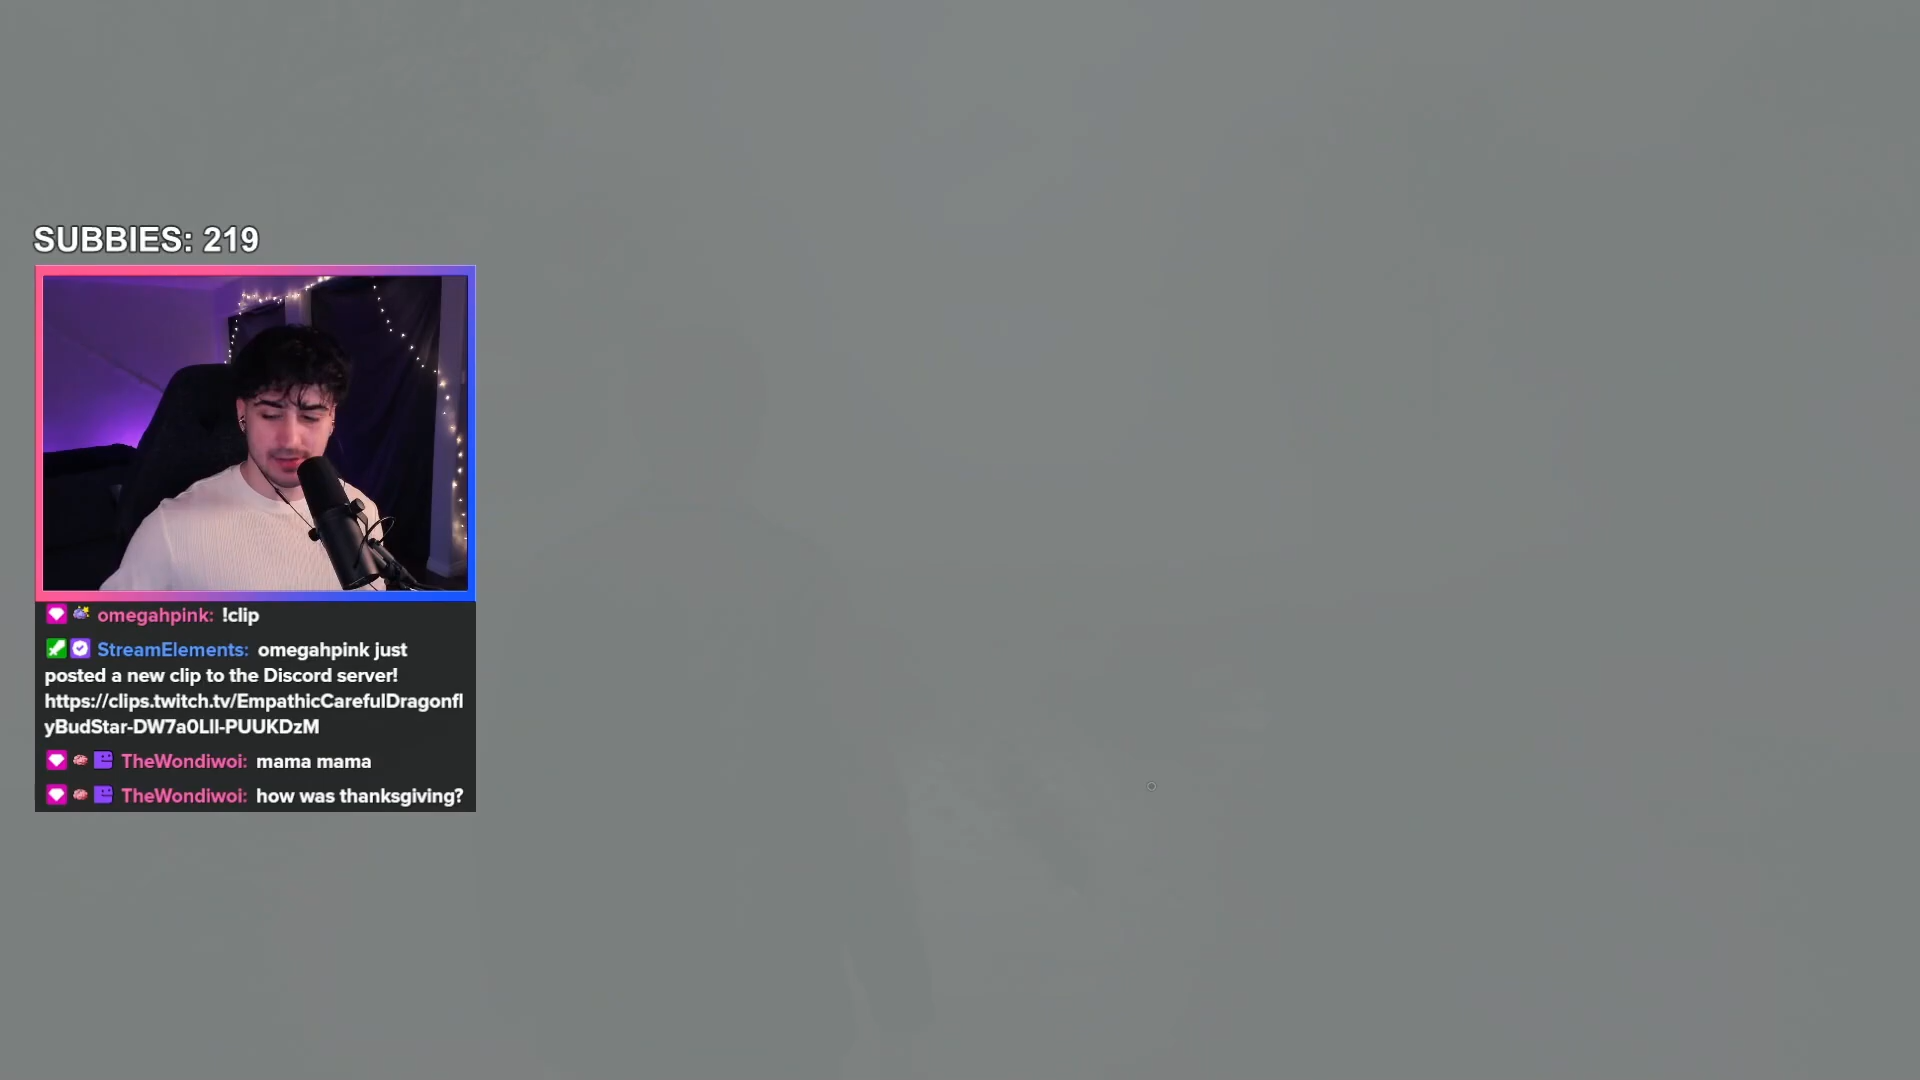 SUBBIES: 219
omegahpink: !clip
StreamElements: omegahpink just
posted a new clip to the Discord server!
https://clips.twitch.tv/EmpathicCarefulDragonfl
yBudStar-DW7a0Lll-PUUKDzM
TheWondiwoi: mama mama
TheWondiwoi: how was thanksgiving?